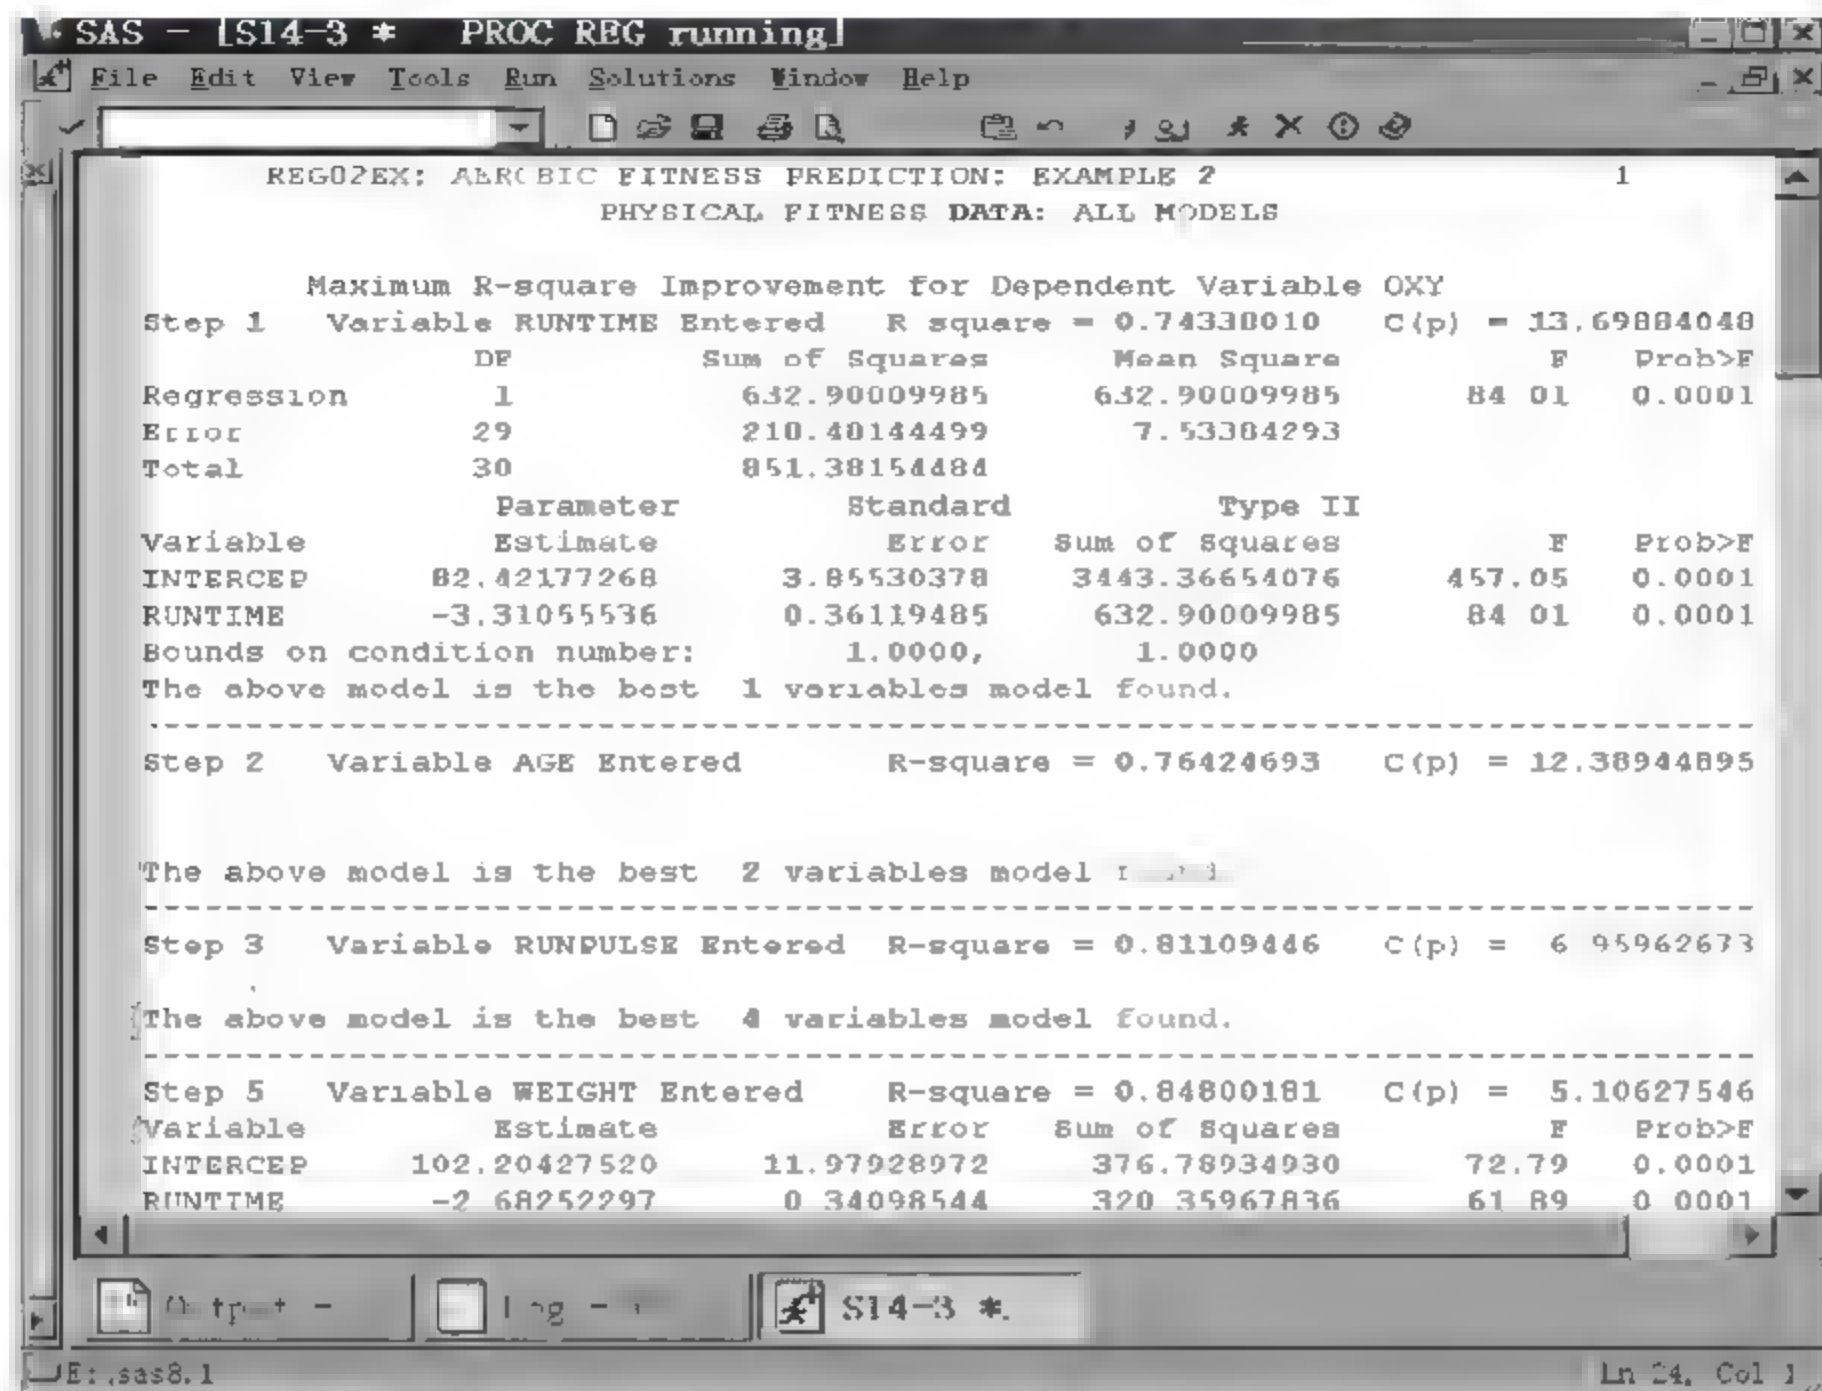 SAS - [S14-3 * PROC REG running]
File Edit View Tools Run Solutions Window Help
REG02EX: AEROBIC FITNESS PREDICTION: EXAMPLE 2 1
PHYSICAL FITNESS DATA: ALL MODELS
Maximum R-square Improvement for Dependent Variable OXY
Step 1 Variable RUNTIME Entered R square = 0.74338010 C(p) = 13.69884048
DF Sum of Squares Mean Square F Prob>F
Regression 1 632.90009985 632.90009985 84 01 0.0001
Error 29 218.48144499 7.53384293
Total 30 851.38154484
Parameter Standard Type II
Variable Estimate Error Sum of Squares F Prob>F
INTERCEP 82.42177268 3.85530378 3443.36654076 457.05 0.0001
RUNTIME -3.31055536 0.36119485 632.90009985 84 01 0.0001
Bounds on condition number: 1.0000, 1.0000
The above model is the best 1 variables model found.
Step 2 Variable AGE Entered R-square = 0.76424693 C(p) = 12.38944895
The above model is the best 2 variables model
Step 3 Variable RUNPULSE Entered R-square = 0.81109446 C(p) = 6 95962673
The above model is the best 4 variables model found.
Step 5 Variable WEIGHT Entered R-square = 0.84800181 C(p) = 5.10627546
Variable Estimate Error Sum of Squares F Prob>F
INTERCEP 102.20427520 11.97928972 376.78934930 72.79 0.0001
RUNTIME -2 68252297 0 34098544 320 35967836 61 89 0 0001
S14-3 *.
E:.sas8.1 Ln 24, Col 1